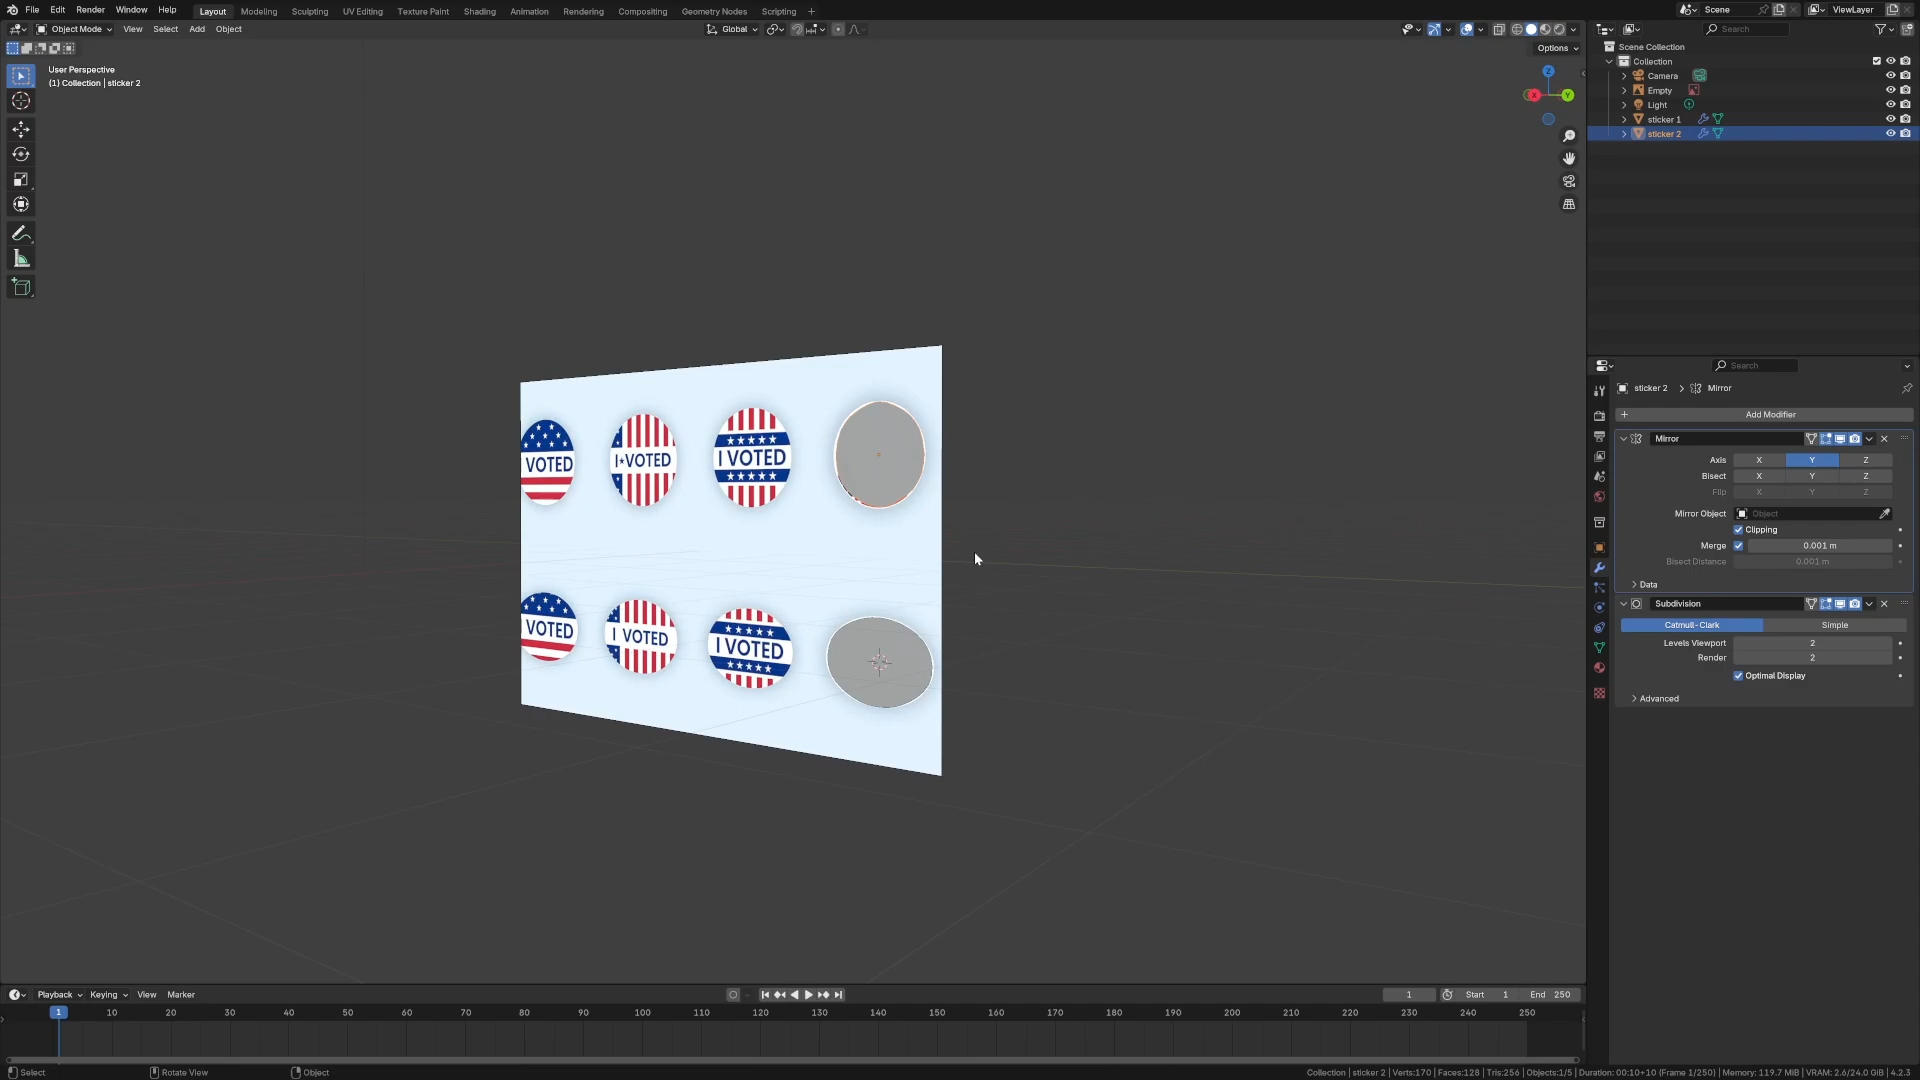 File Edit Render Window Help Layout Modeling Sculpting UV Editing Texture Paint Shading Animation Rendering Compositing Geometry Nodes Scripting + Scene ViewLayer
Object Mode View Select Add Object Global Search
Options
User Perspective
(1) Collection | sticker 2
Z
X Y
Scene Collection
Collection
Camera
Empty
Light
sticker 1
sticker 2
VOTED I★VOTED I VOTED
VOTED I VOTED I VOTED
Search
sticker 2 > Mirror
+ Add Modifier
Mirror
Axis X Y Z
Bisect X Y Z
Flip X Y Z
Mirror Object Object
Clipping
Merge 0.001 m
Bisect Distance 0.001 m
Data
Subdivision
Catmull-Clark Simple
Levels Viewport 2
Render 2
Optimal Display
Advanced
Playback Keying View Marker 1 Start 1 End 250
1 10 20 30 40 50 60 70 80 90 100 110 120 130 140 150 160 170 180 190 200 210 220 230 240 250
Select Rotate View Object Collection | sticker 2 | Verts:170 | Faces:128 | Tris:256 | Objects:1/5 | Duration: 00:10+10 (Frame 1/250) | Memory: 119.7 MiB | VRAM: 2.6/24.0 GiB | 4.2.3